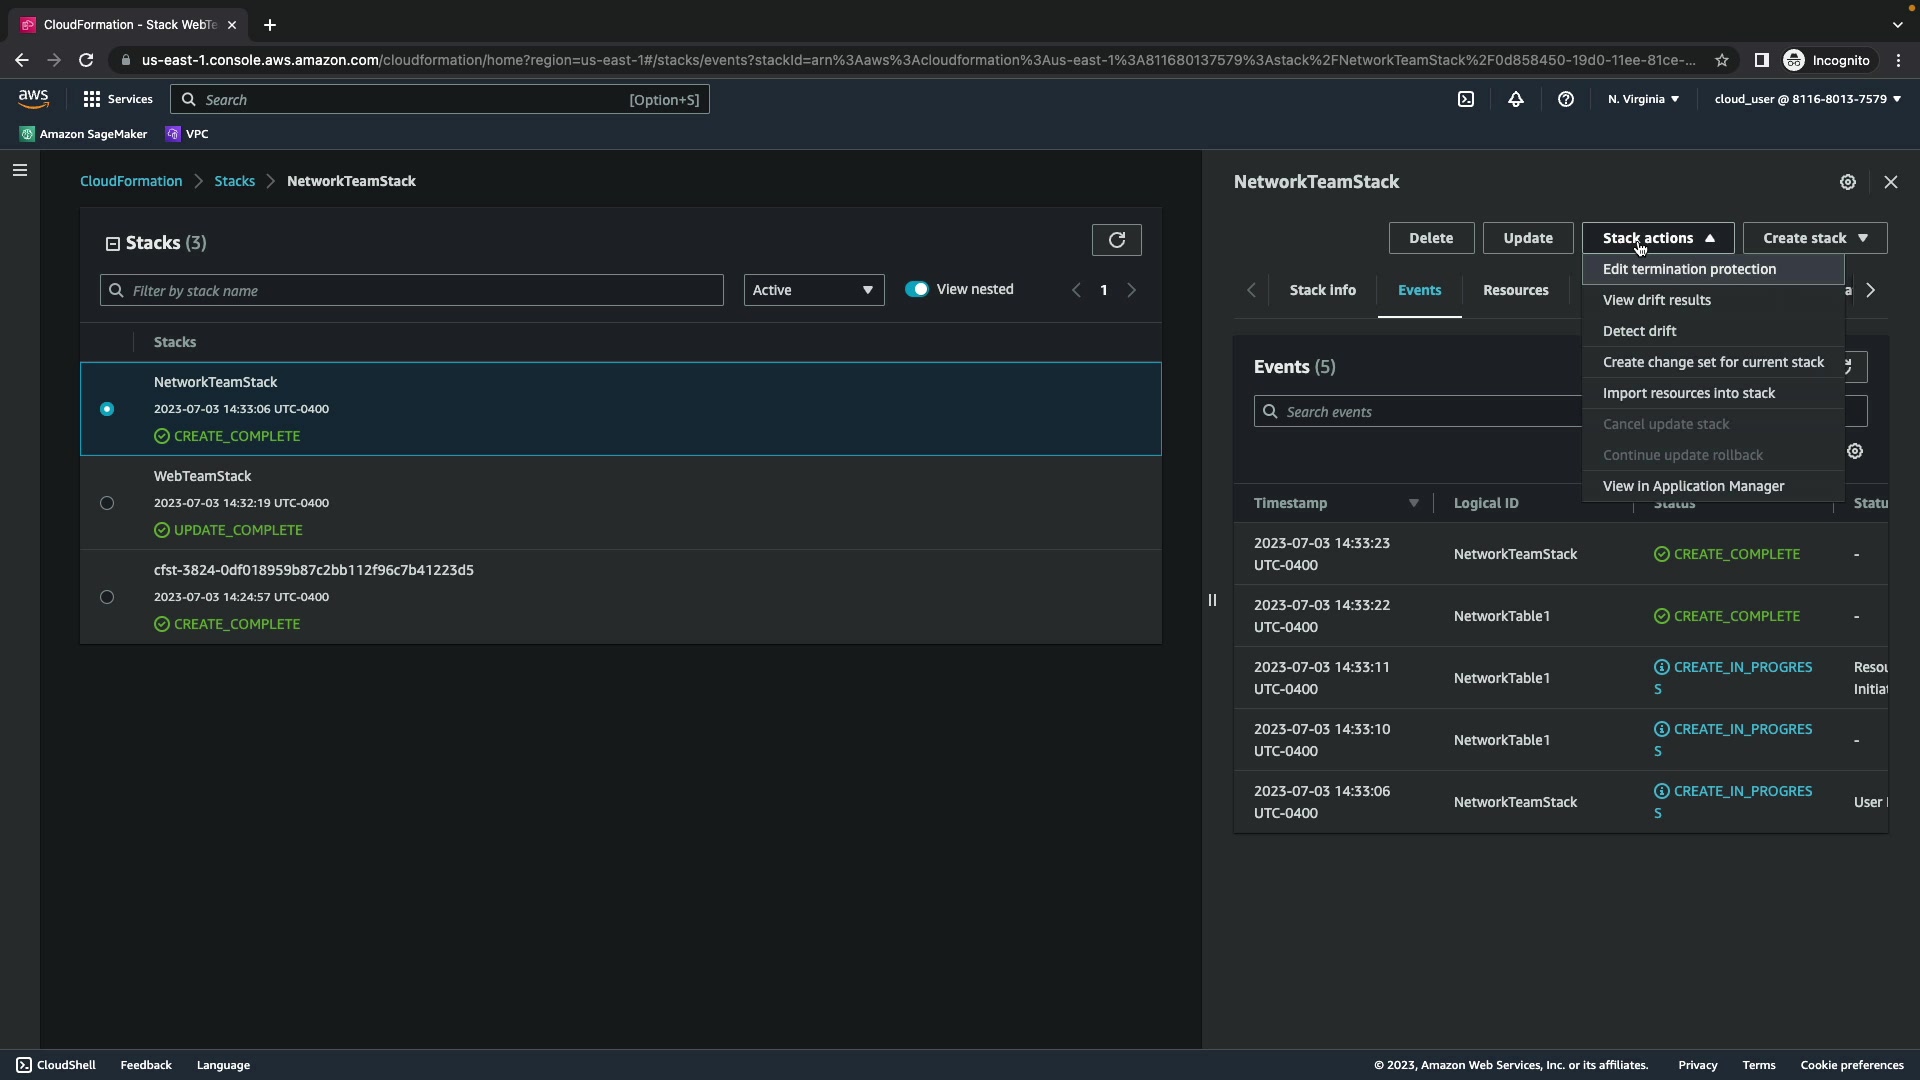 CloudFormation - Stack WebTe
us-east-1.console.aws.amazon.com/cloudformation/home?region=us-east-1#/stacks/events?stackId=arn%3Aaws%3Acloudformation%3Aus-east-1%3A811680137579%3Astack%2FNetworkTeamStack%2F0d858450-19d0-11ee-81ce-... Incognito
aws Services Search [Option+S] N. Virginia cloud_user @ 8116-8013-7579
Amazon SageMaker VPC
CloudFormation Stacks NetworkTeamStack
Stacks (3)
Filter by stack name Active View nested 1
Stacks
NetworkTeamStack
2023-07-03 14:33:06 UTC-0400
CREATE_COMPLETE
WebTeamStack
2023-07-03 14:32:19 UTC-0400
UPDATE_COMPLETE
cfst-3824-0df018959b87c2bb112f96c7b41223d5
2023-07-03 14:24:57 UTC-0400
CREATE_COMPLETE
NetworkTeamStack
Delete Update Stack actions Create stack
Edit termination protection
View drift results
Detect drift
Create change set for current stack
Import resources into stack
Cancel update stack
Continue update rollback
View in Application Manager
Stack info Events Resources
Events (5)
Search events
Timestamp Logical ID Status Statu
2023-07-03 14:33:23
UTC-0400
NetworkTeamStack CREATE_COMPLETE -
2023-07-03 14:33:22
UTC-0400
NetworkTable1 CREATE_COMPLETE -
2023-07-03 14:33:11
UTC-0400
NetworkTable1 CREATE_IN_PROGRES
S
Resou
Initiat
2023-07-03 14:33:10
UTC-0400
NetworkTable1 CREATE_IN_PROGRES
S
-
2023-07-03 14:33:06
UTC-0400
NetworkTeamStack CREATE_IN_PROGRES
S
User
CloudShell Feedback Language © 2023, Amazon Web Services, Inc. or its affiliates. Privacy Terms Cookie preferences